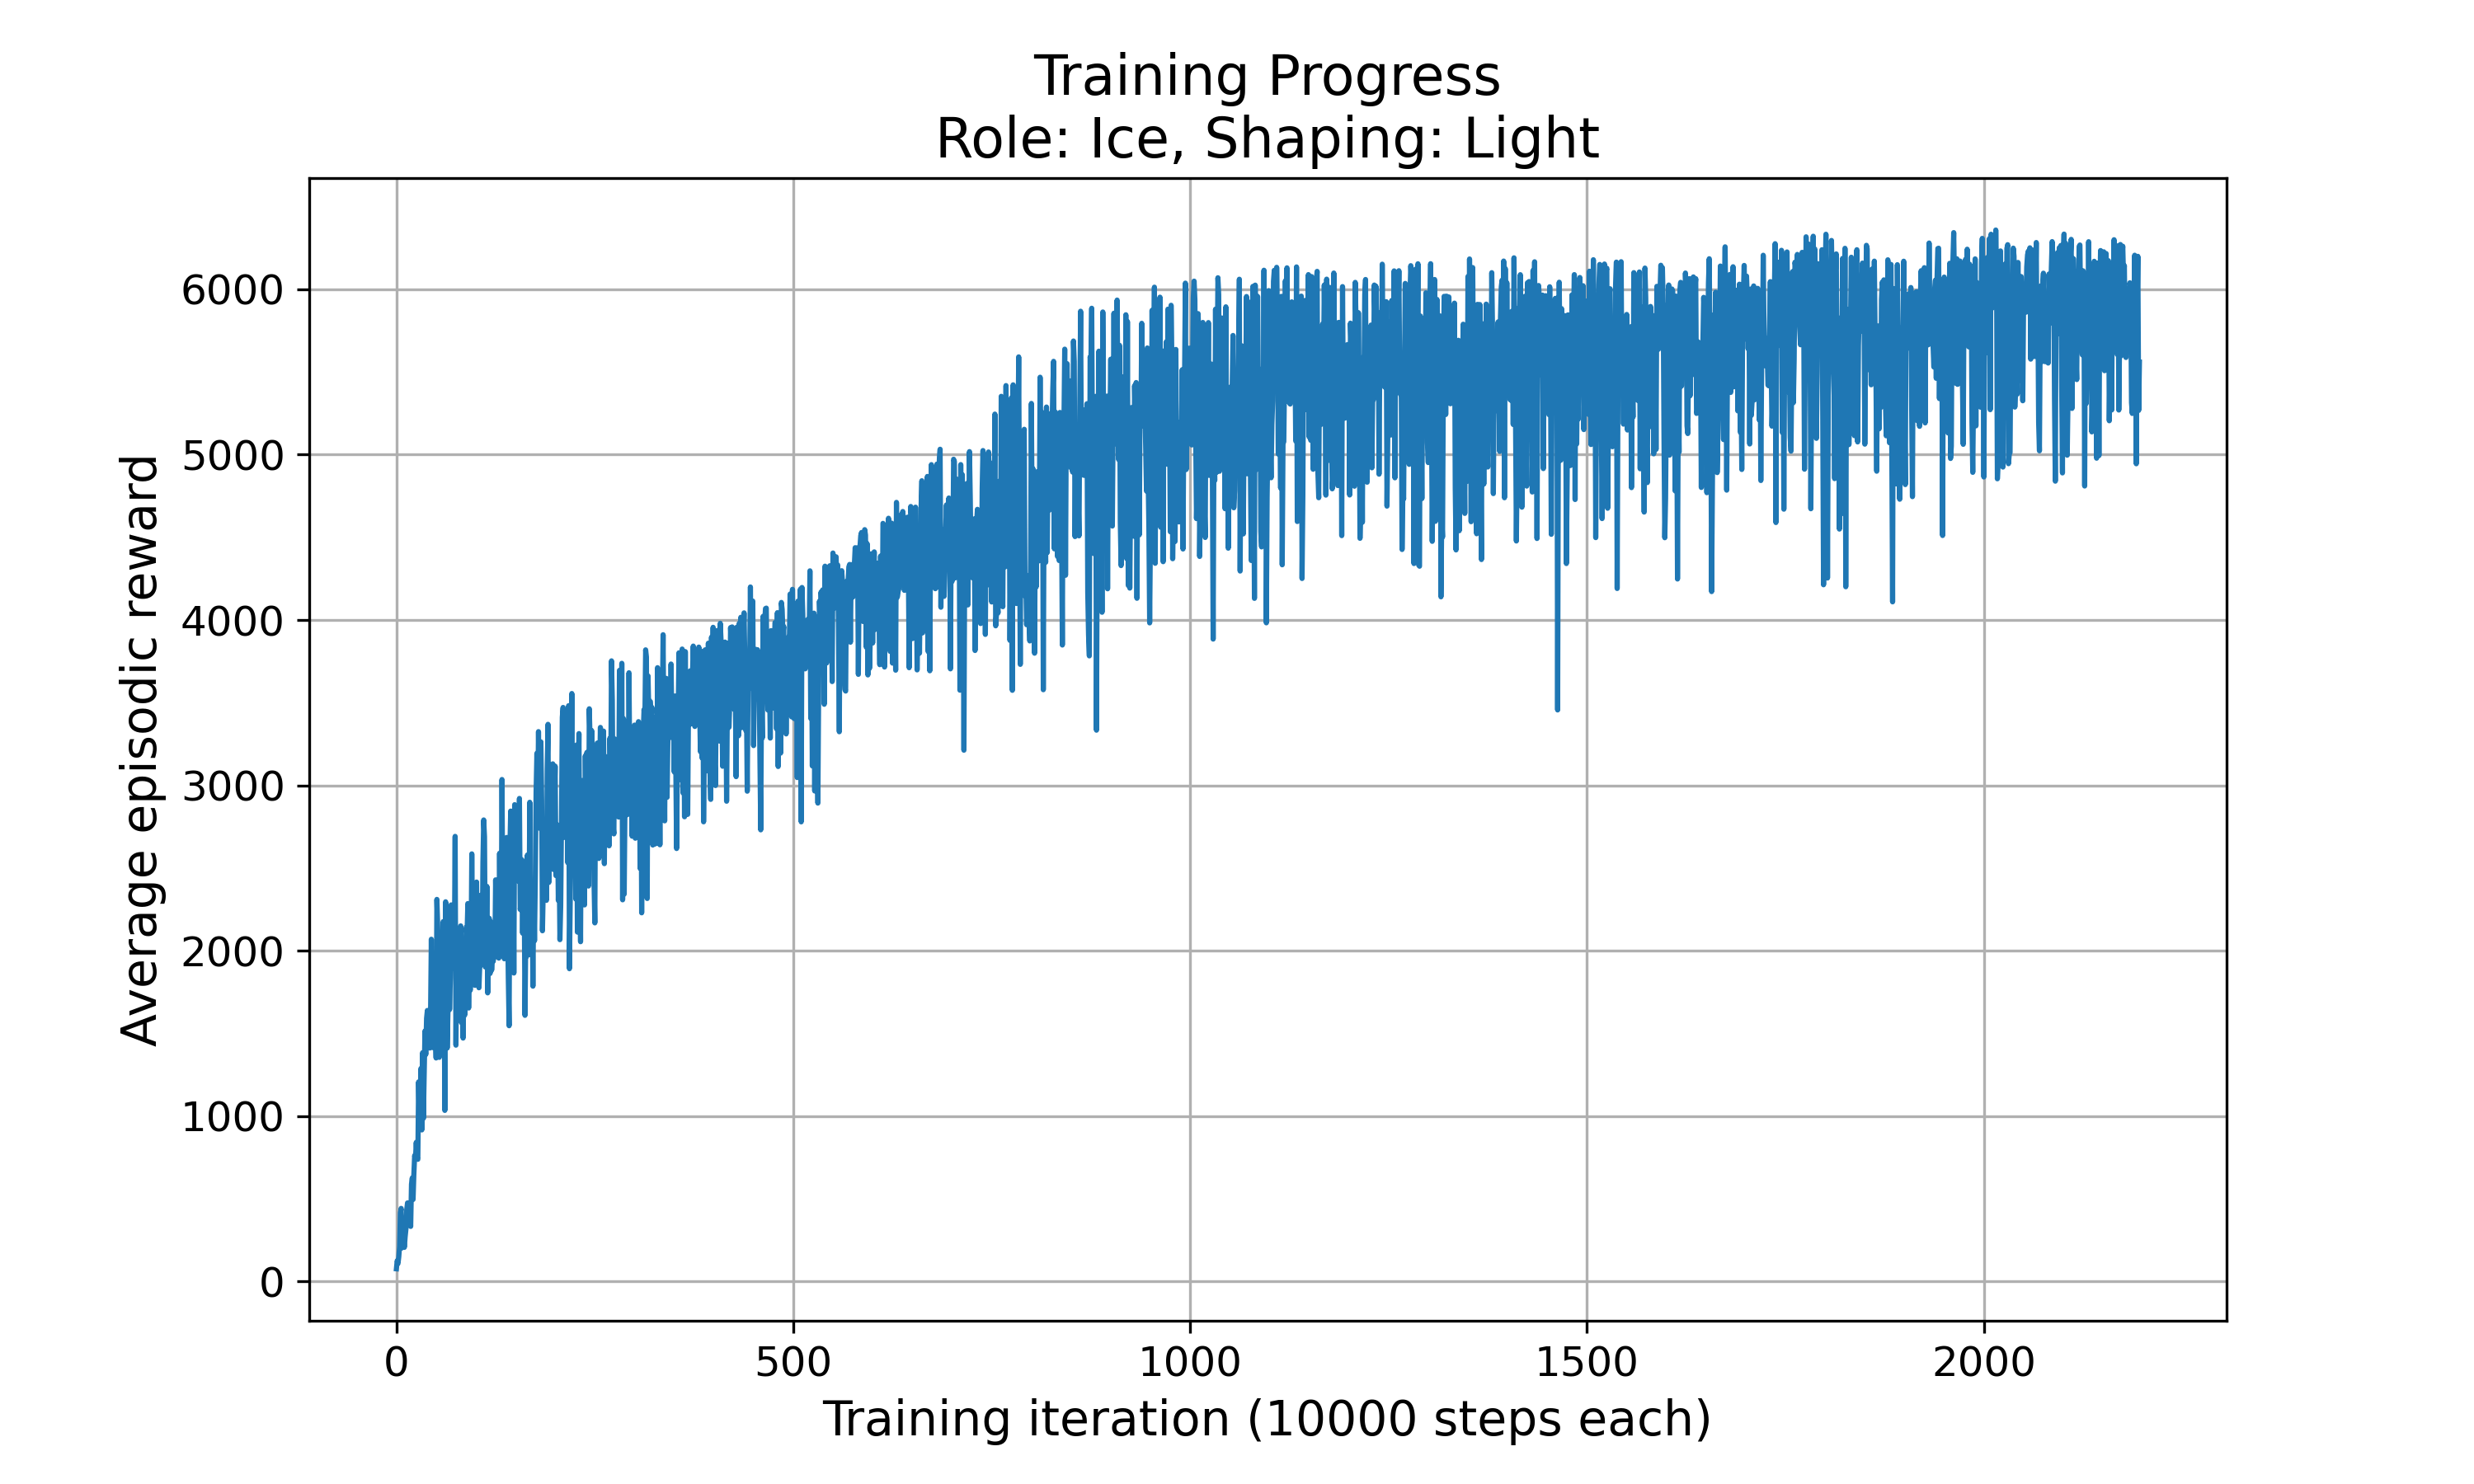 Training Progress
Role: Ice, Shaping: Light
Average episodic reward
6000
5000
4000
3000
2000
1000
0
0 500 1000 1500 2000
Training iteration (10000 steps each)